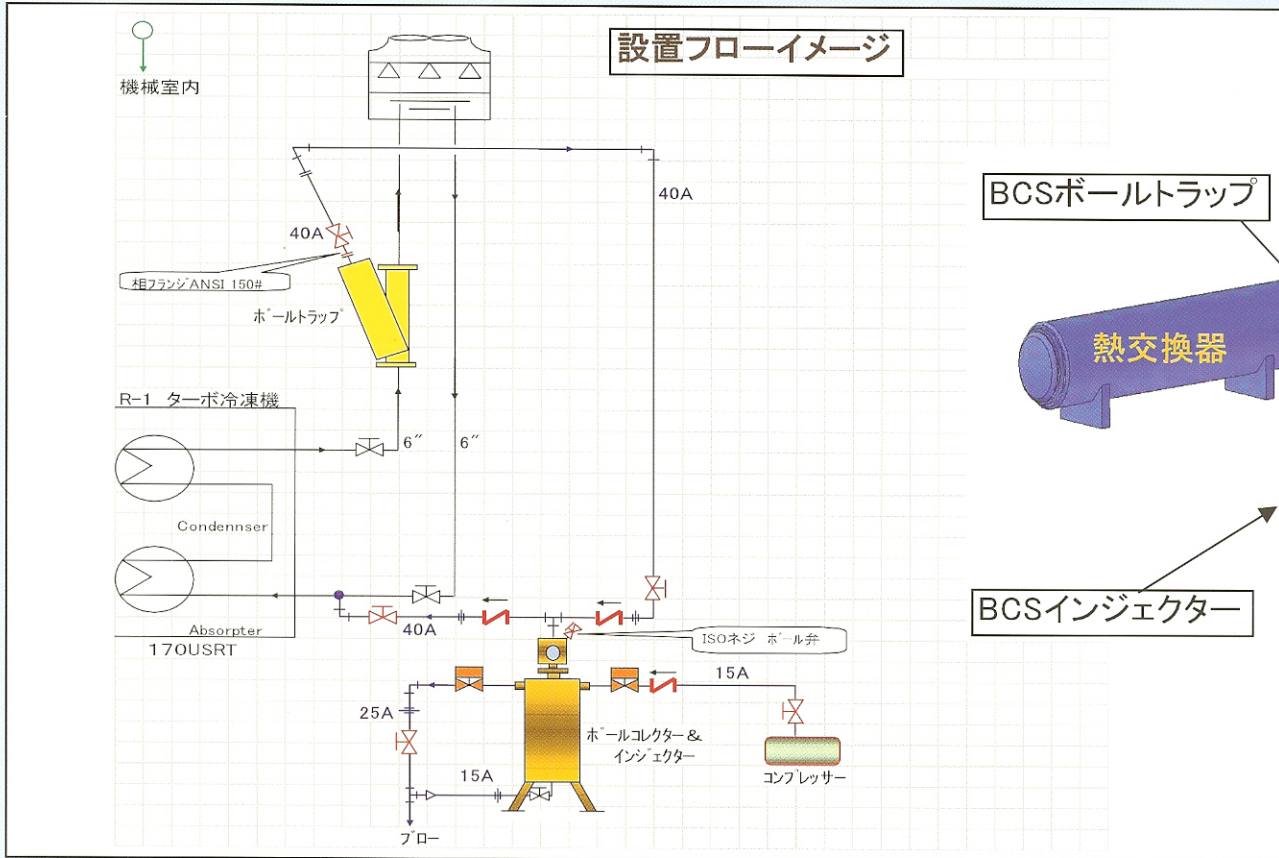 設置フローイメージ
機械室内
40A
40A
相フランジANSI 150#
ボールトラップ
BCSボールトラップ
熱交換器
R-1 ターボ冷凍機
6"
6"
Condennser
Absorpter
170USRT
40A
ISOネジ ボール弁
BCSインジェクター
15A
25A
ボールコレクター&
インジェクター
15A
コンプレッサー
ブロー